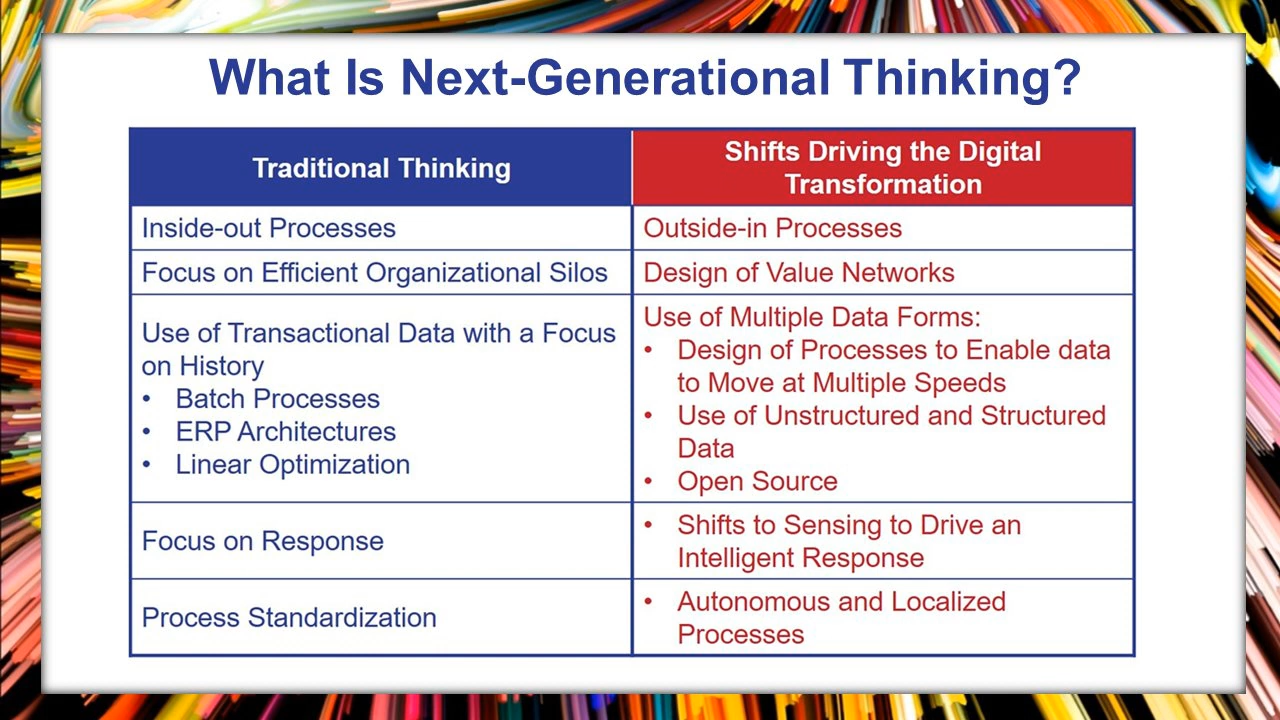 What Is Next-Generational Thinking?
Traditional Thinking
Shifts Driving the Digital
Transformation
Inside-out Processes
Outside-in Processes
Focus on Efficient Organizational Silos
Design of Value Networks
Use of Transactional Data with a Focus
on History
• Batch Processes
• ERP Architectures
• Linear Optimization
Use of Multiple Data Forms:
• Design of Processes to Enable data
to Move at Multiple Speeds
• Use of Unstructured and Structured
Data
• Open Source
Focus on Response
• Shifts to Sensing to Drive an
Intelligent Response
Process Standardization
• Autonomous and Localized
Processes